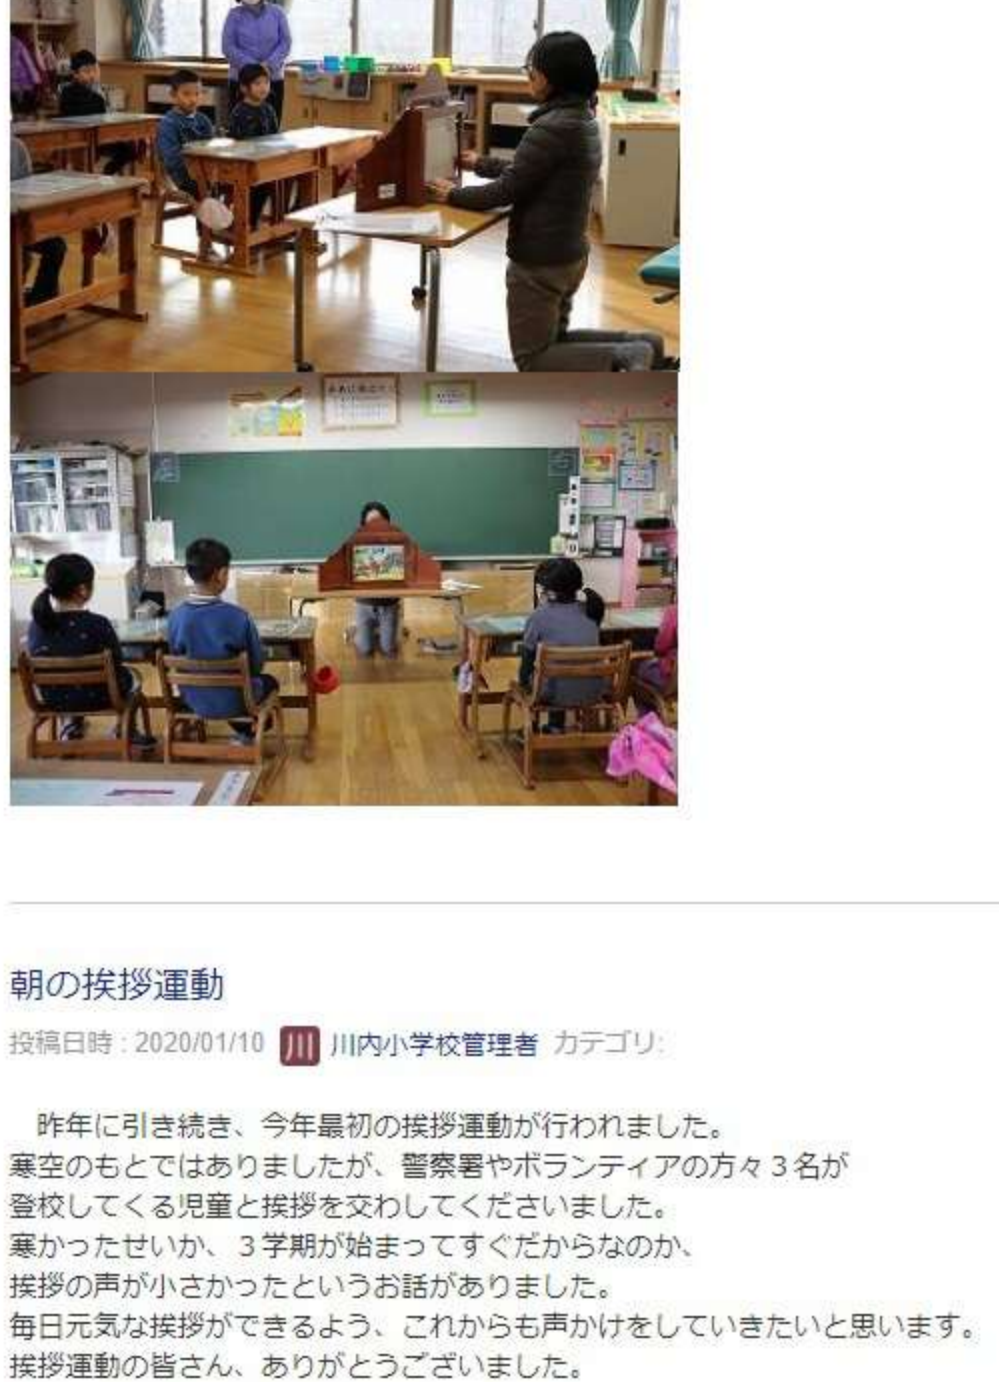 朝の挨拶運動
投稿日時 : 2020/01/10 川 川内小学校管理者 カテゴリ:
昨年に引き続き、今年最初の挨拶運動が行われました。
寒空のもとではありましたが、警察署やボランティアの方々３名が
登校してくる児童と挨拶を交わしてくださいました。
寒かったせいか、３学期が始まってすぐだからなのか、
挨拶の声が小さかったというお話がありました。
毎日元気な挨拶ができるよう、これからも声かけをしていきたいと思います。
挨拶運動の皆さん、ありがとうございました。